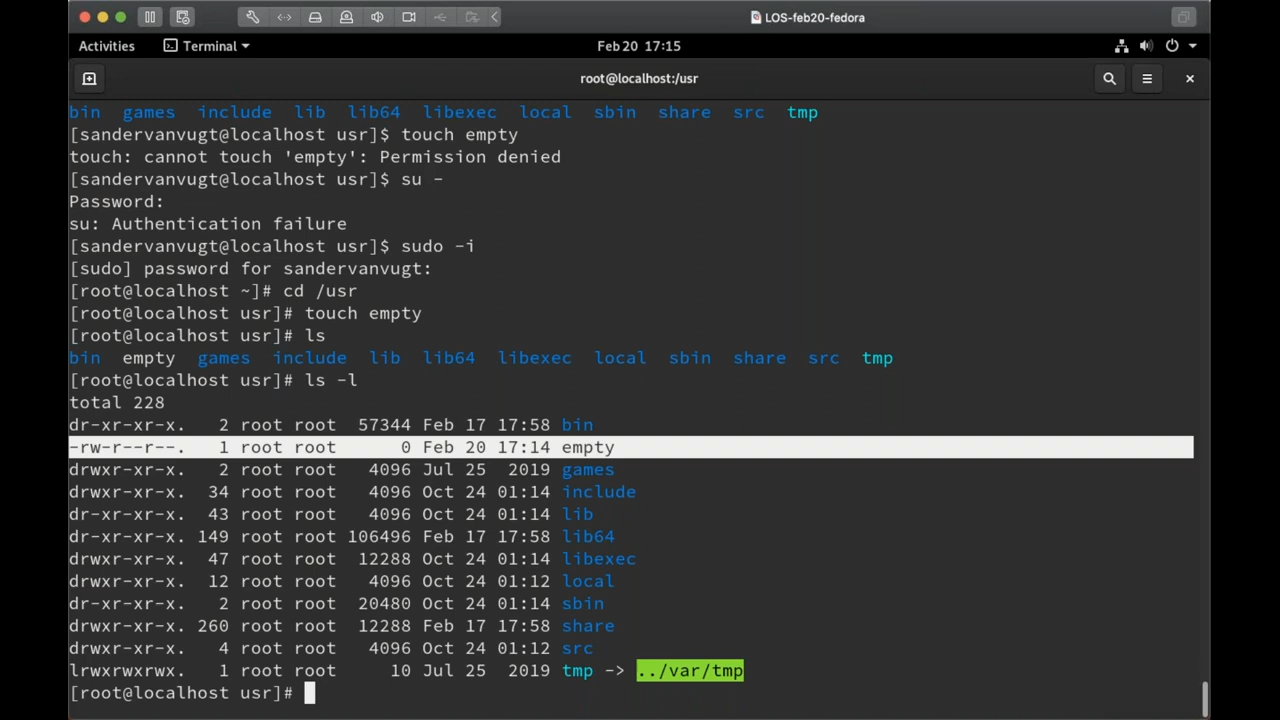 LOS-feb20-fedora
Activities Terminal Feb 20 17:15
root@localhost:/usr
bin games include lib lib64 libexec local sbin share src tmp
[sandervanvugt@localhost usr]$ touch empty
touch: cannot touch 'empty': Permission denied
[sandervanvugt@localhost usr]$ su -
Password:
su: Authentication failure
[sandervanvugt@localhost usr]$ sudo -i
[sudo] password for sandervanvugt:
[root@localhost ~]# cd /usr
[root@localhost usr]# touch empty
[root@localhost usr]# ls
bin empty games include lib lib64 libexec local sbin share src tmp
[root@localhost usr]# ls -l
total 228
dr-xr-xr-x. 2 root root 57344 Feb 17 17:58 bin
-rw-r--r--. 1 root root 0 Feb 20 17:14 empty
drwxr-xr-x. 2 root root 4096 Jul 25 2019 games
drwxr-xr-x. 34 root root 4096 Oct 24 01:14 include
dr-xr-xr-x. 43 root root 4096 Oct 24 01:14 lib
dr-xr-xr-x. 149 root root 106496 Feb 17 17:58 lib64
drwxr-xr-x. 47 root root 12288 Oct 24 01:14 libexec
drwxr-xr-x. 12 root root 4096 Oct 24 01:12 local
dr-xr-xr-x. 2 root root 20480 Oct 24 01:14 sbin
drwxr-xr-x. 260 root root 12288 Feb 17 17:58 share
drwxr-xr-x. 4 root root 4096 Oct 24 01:12 src
lrwxrwxrwx. 1 root root 10 Jul 25 2019 tmp -> ../var/tmp
[root@localhost usr]#